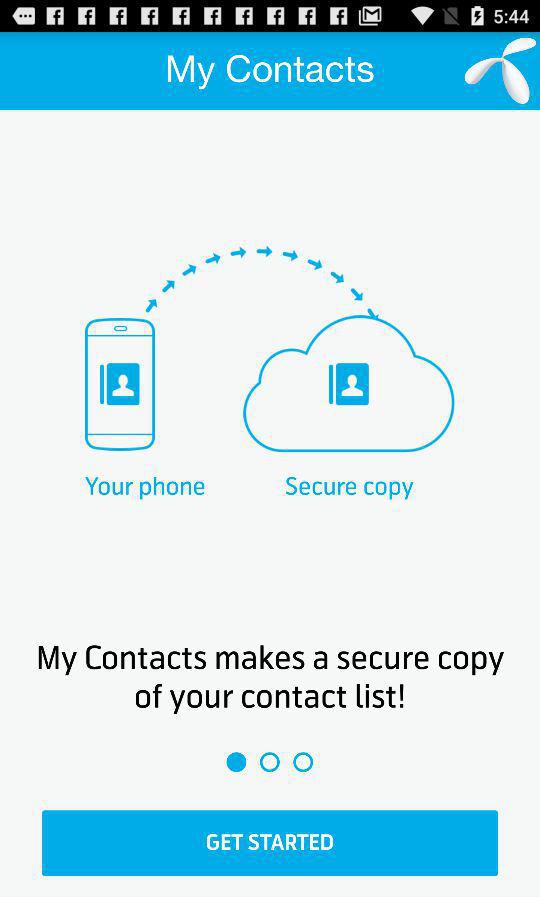 5:44
My Contacts
Your phone
Secure copy
My Contacts makes a secure copy
of your contact list!
GET STARTED